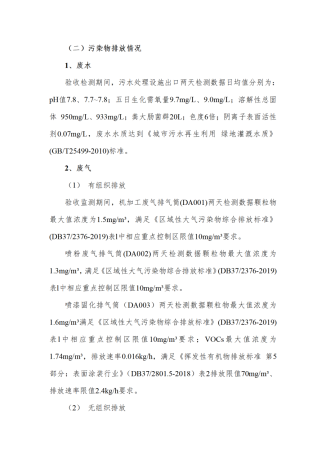 （二）污染物排放情况
1、废水
验收检测期间，污水处理设施出口两天检测数据日均值分别为：
pH值7.8、7.7~7.8；五日生化需氧量9.7mg/L、9.0mg/L；溶解性总固
体 950mg/L、933mg/L；粪大肠菌群20L；色度6倍；阴离子表面活性
剂0.07mg/L，废水水质达到《城市污水再生利用 绿地灌溉水质》
(GB/T25499-2010)标准。
2、废气
（1） 有组织排放
验收监测期间，机加工废气排气筒(DA001)两天检测数据颗粒物
最大值浓度为1.5mg/m³，满足《区域性大气污染物综合排放标准》
(DB37/2376-2019)表1中相应重点控制区限值10mg/m³要求。
喷粉废气排气筒(DA002)两天检测数据颗粒物最大值浓度为
1.3mg/m³，满足《区域性大气污染物综合排放标准》(DB37/2376-2019)
表1中相应重点控制区限值10mg/m³要求。
喷漆固化排气筒（DA003）两天检测数据颗粒物最大值浓度为
1.6mg/m³满足《区域性大气污染物综合排放标准》(DB37/2376-2019)
表1中相应重点控制区限值10mg/m³要求；VOCs最大值浓度为
1.74mg/m³，排放速率0.016kg/h，满足《挥发性有机物排放标准 第5
部分：表面涂装行业》(DB37/2801.5-2018）表2排放限值70mg/m³、
排放速率限值2.4kg/h要求。
（2） 无组织排放